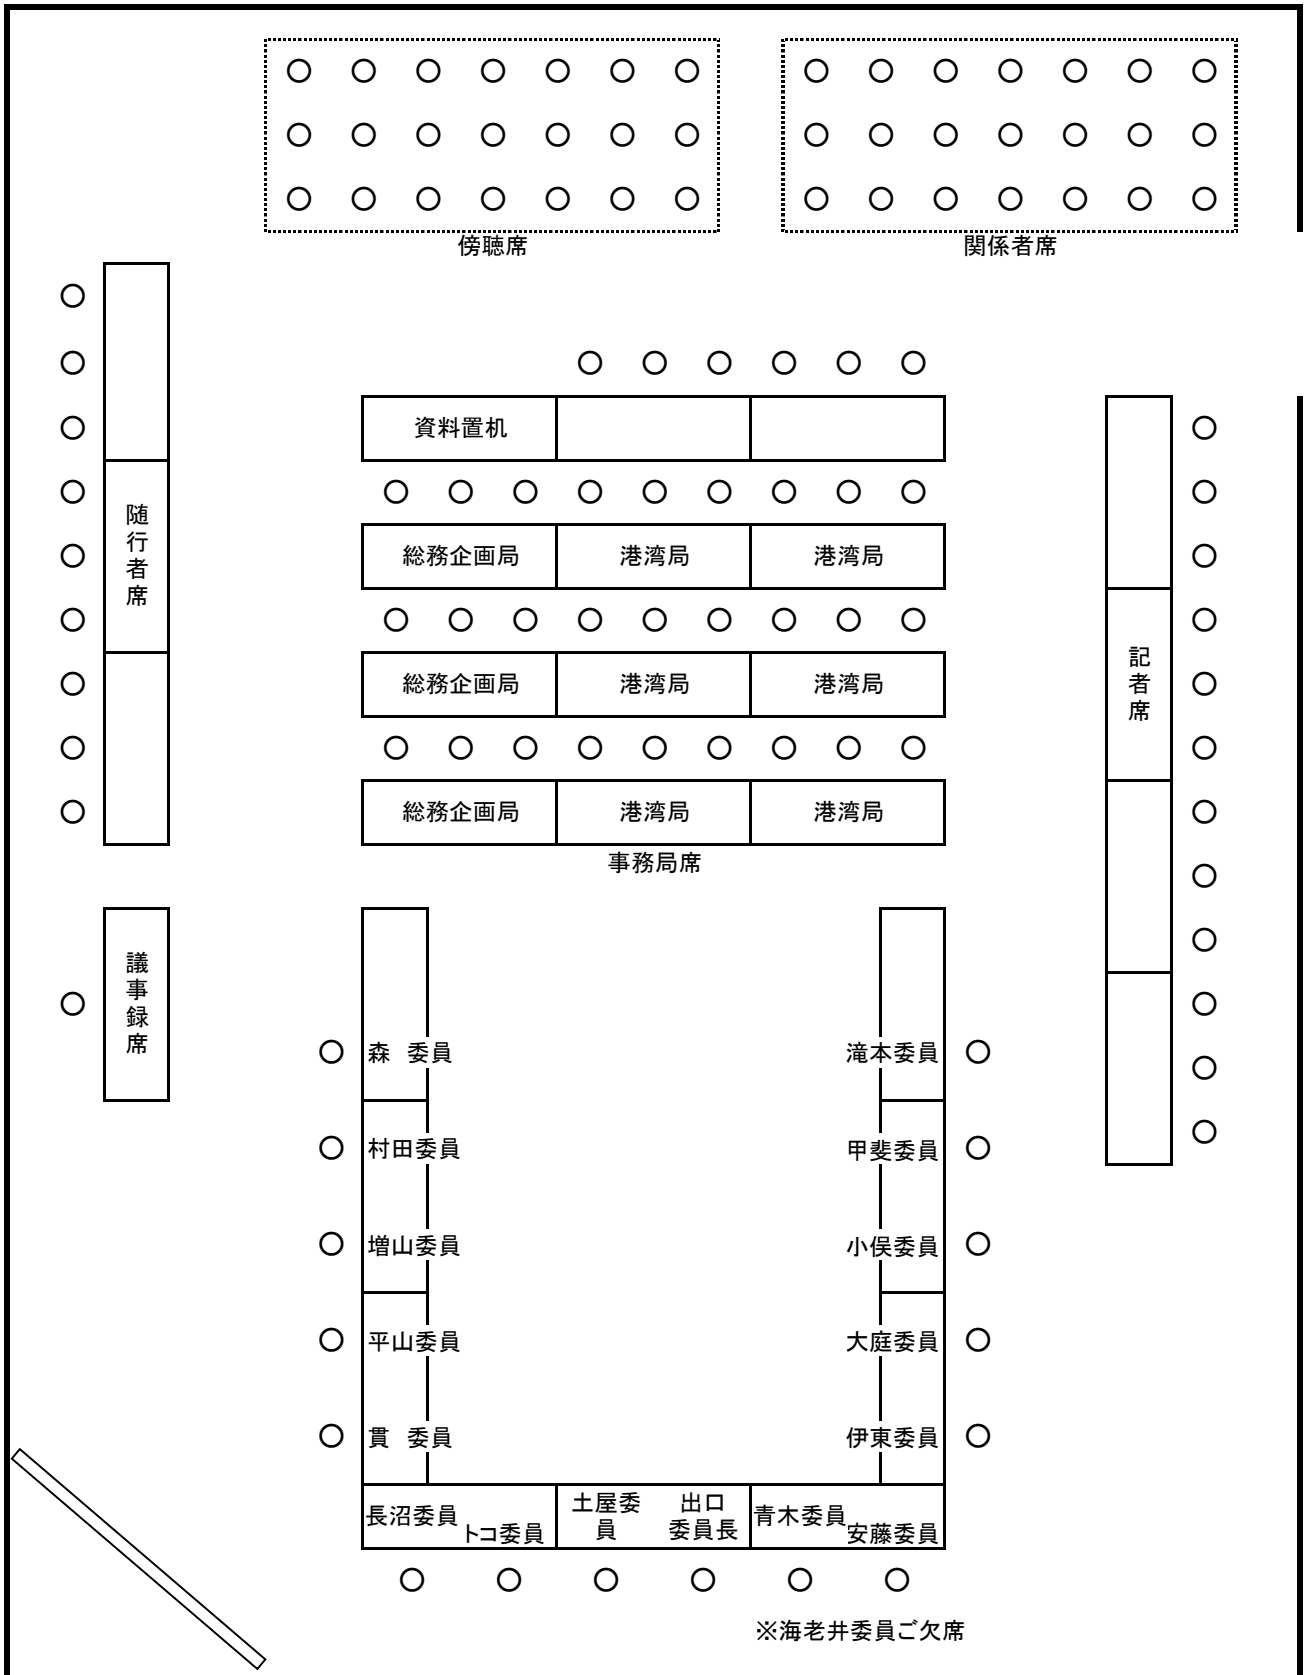 傍聴席
関係者席
資料置机
随行者席
総務企画局
港湾局
港湾局
総務企画局
港湾局
港湾局
記者席
総務企画局
港湾局
港湾局
事務局席
議事録席
森 委員
滝本委員
村田委員
甲斐委員
増山委員
小俣委員
平山委員
大庭委員
貫 委員
伊東委員
長沼委員
トコ委員
土屋委
員
出口
委員長
青木委員
安藤委員
※海老井委員ご欠席